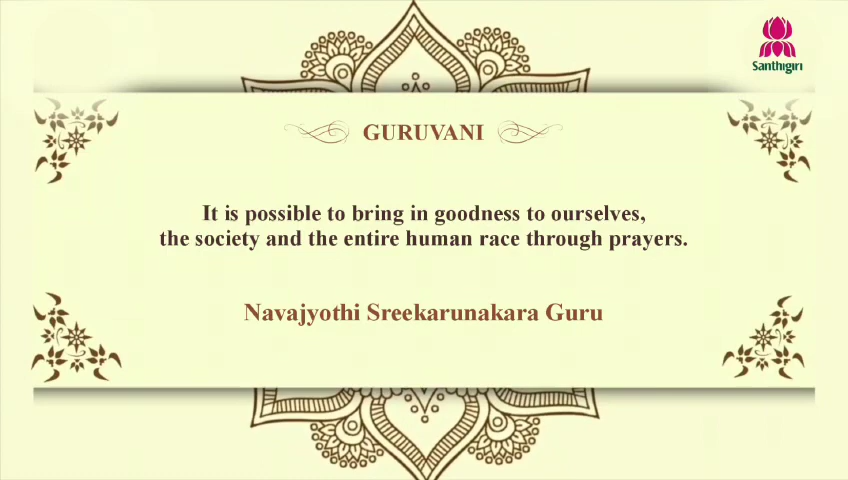 Santhigiri
GURUVANI
It is possible to bring in goodness to ourselves,
the society and the entire human race through prayers.
Navajyothi Sreekarunakara Guru